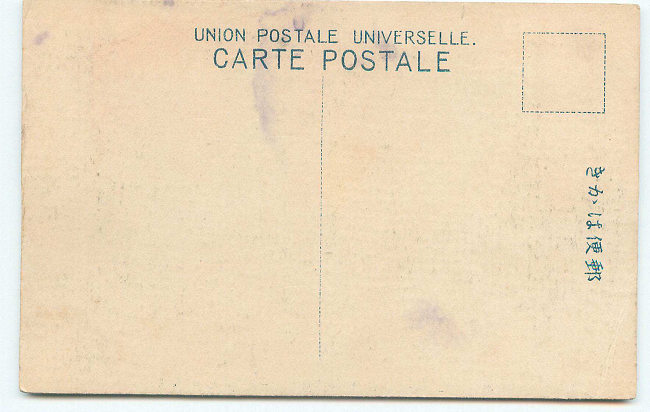 UNION POSTALE UNIVERSELLE.
CARTE POSTALE
郵便はかき